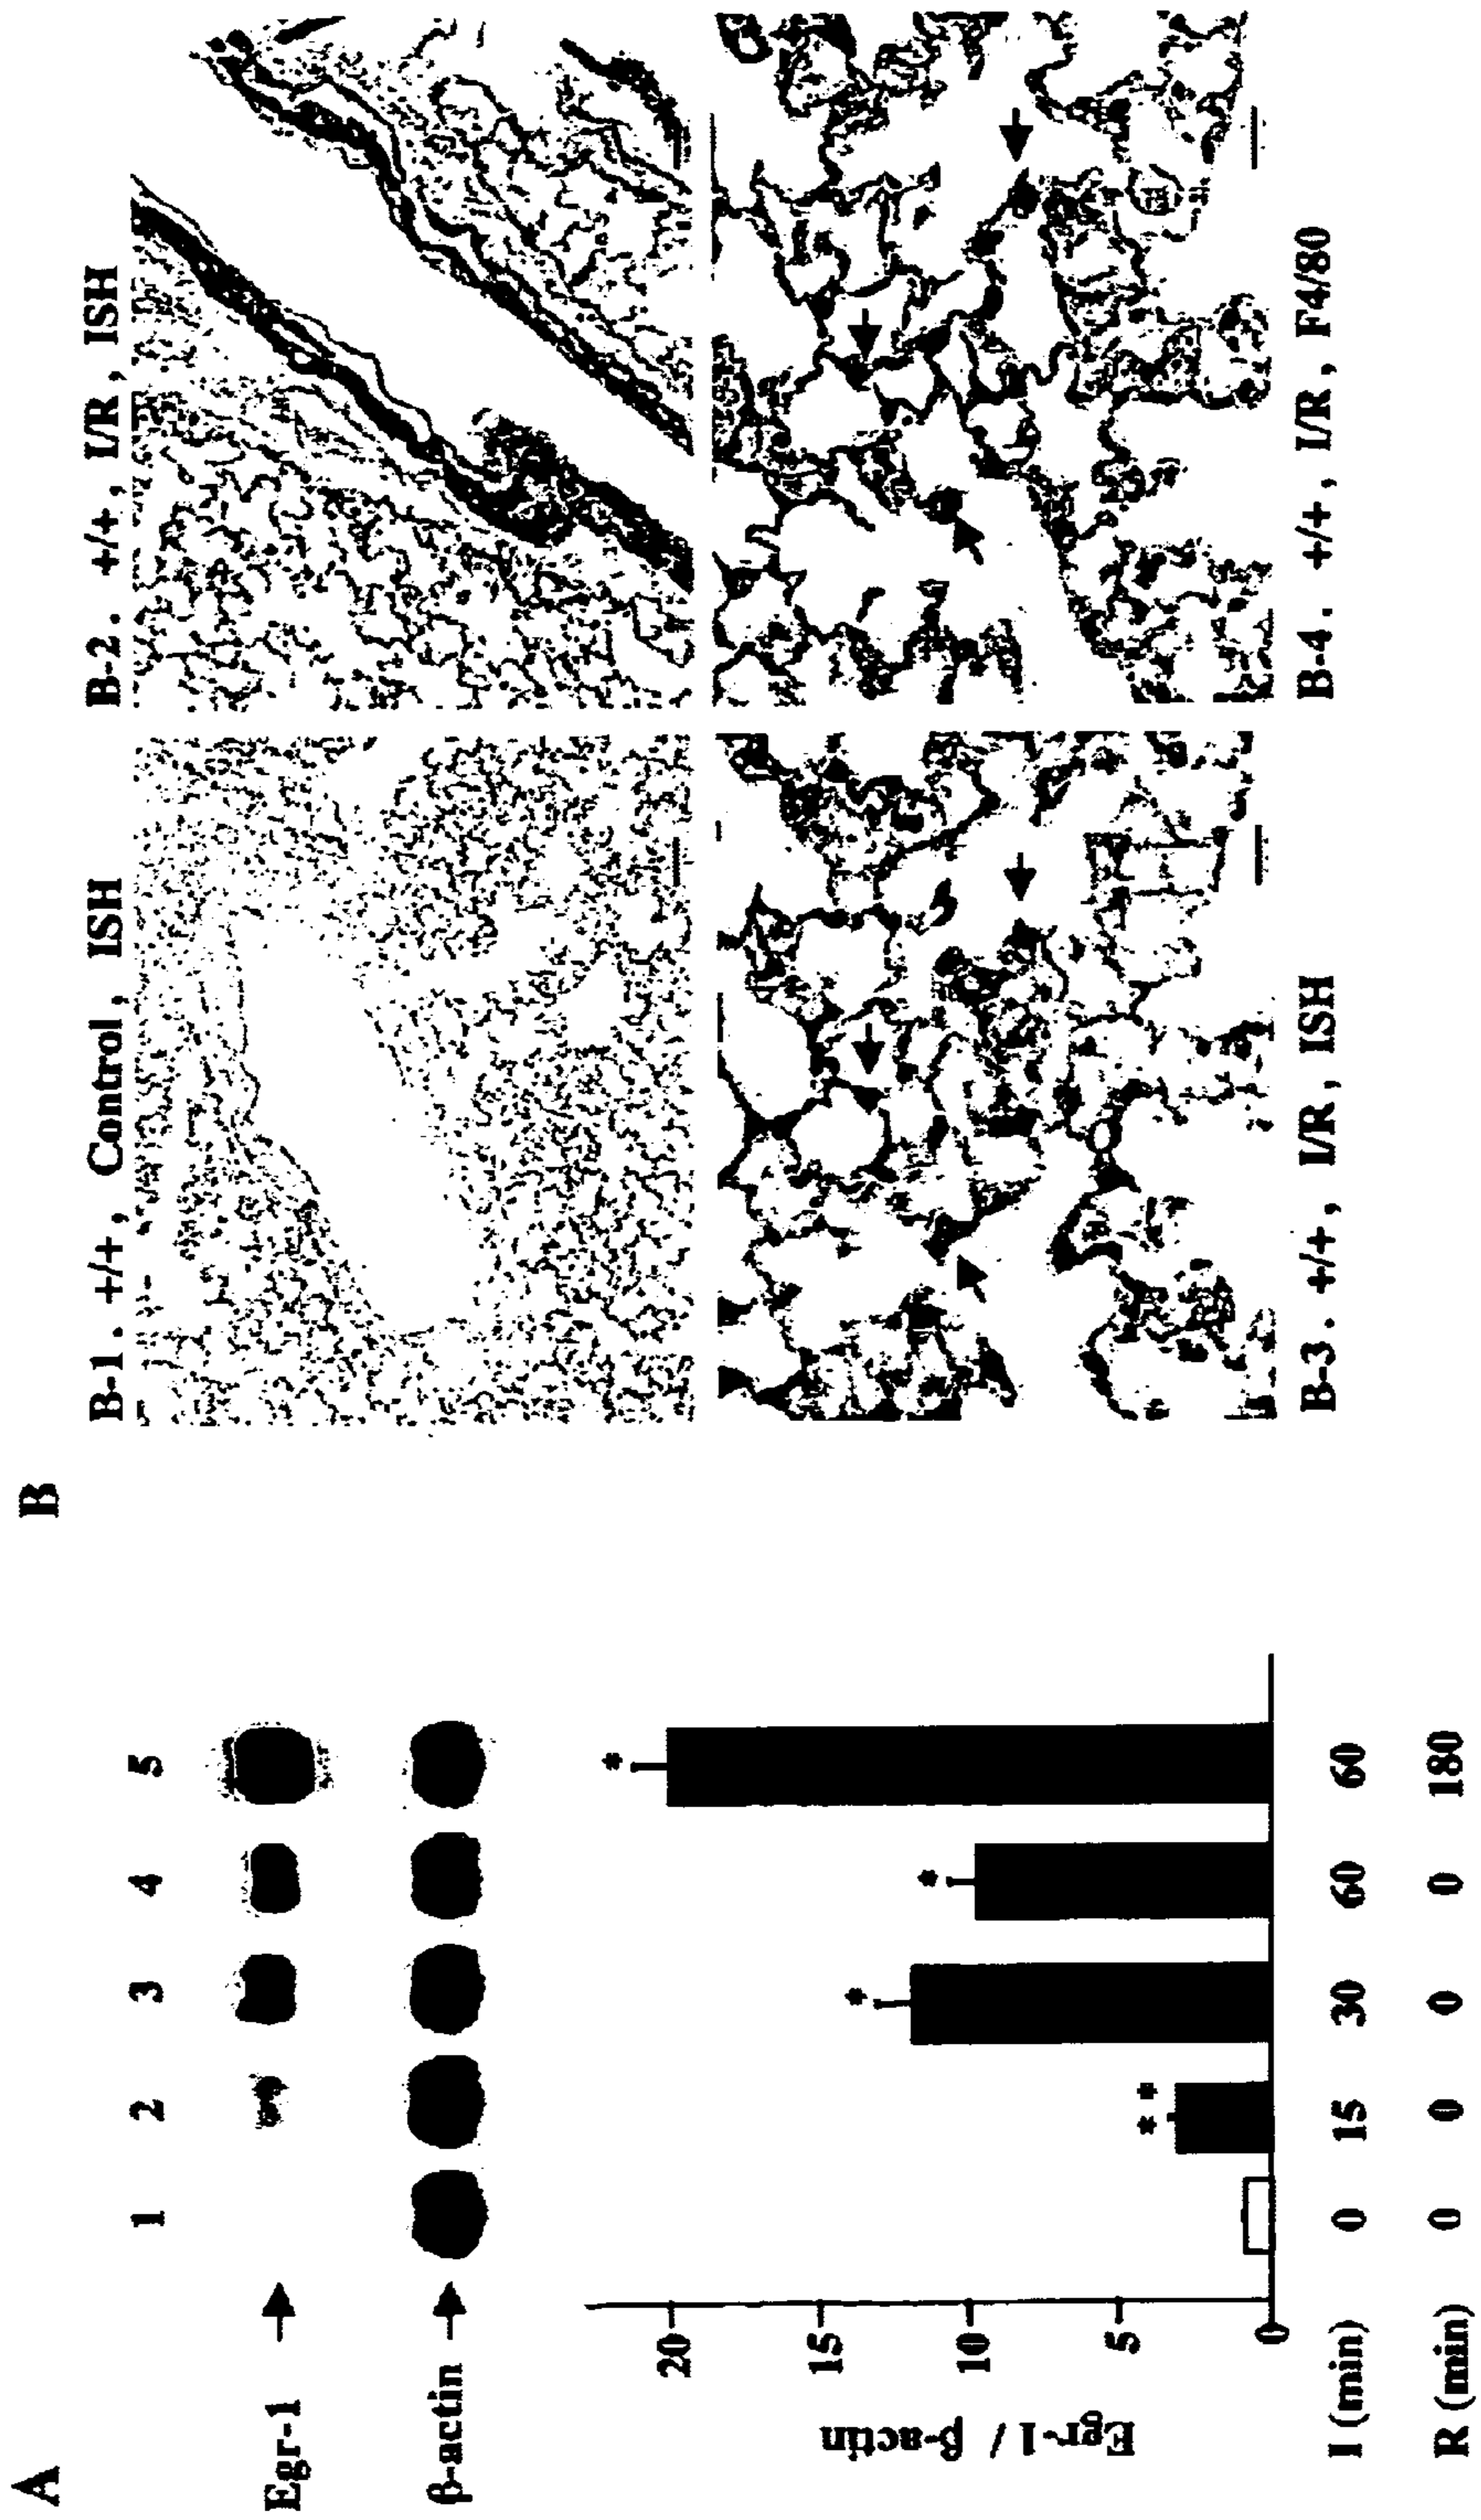 A
1 2 3 4 5
Egr-1
β-actin
Egr-1 / β-actin
20
15
10
5
0
*
*
*
**
I (min) 0 15 30 60 60
R (min) 0 0 0 0 180
B
B-1. +/+, Control, ISH
B-2. +/+, I/R, ISH
B-3. +/+, I/R, ISH
B-4. +/+, I/R, F4/80